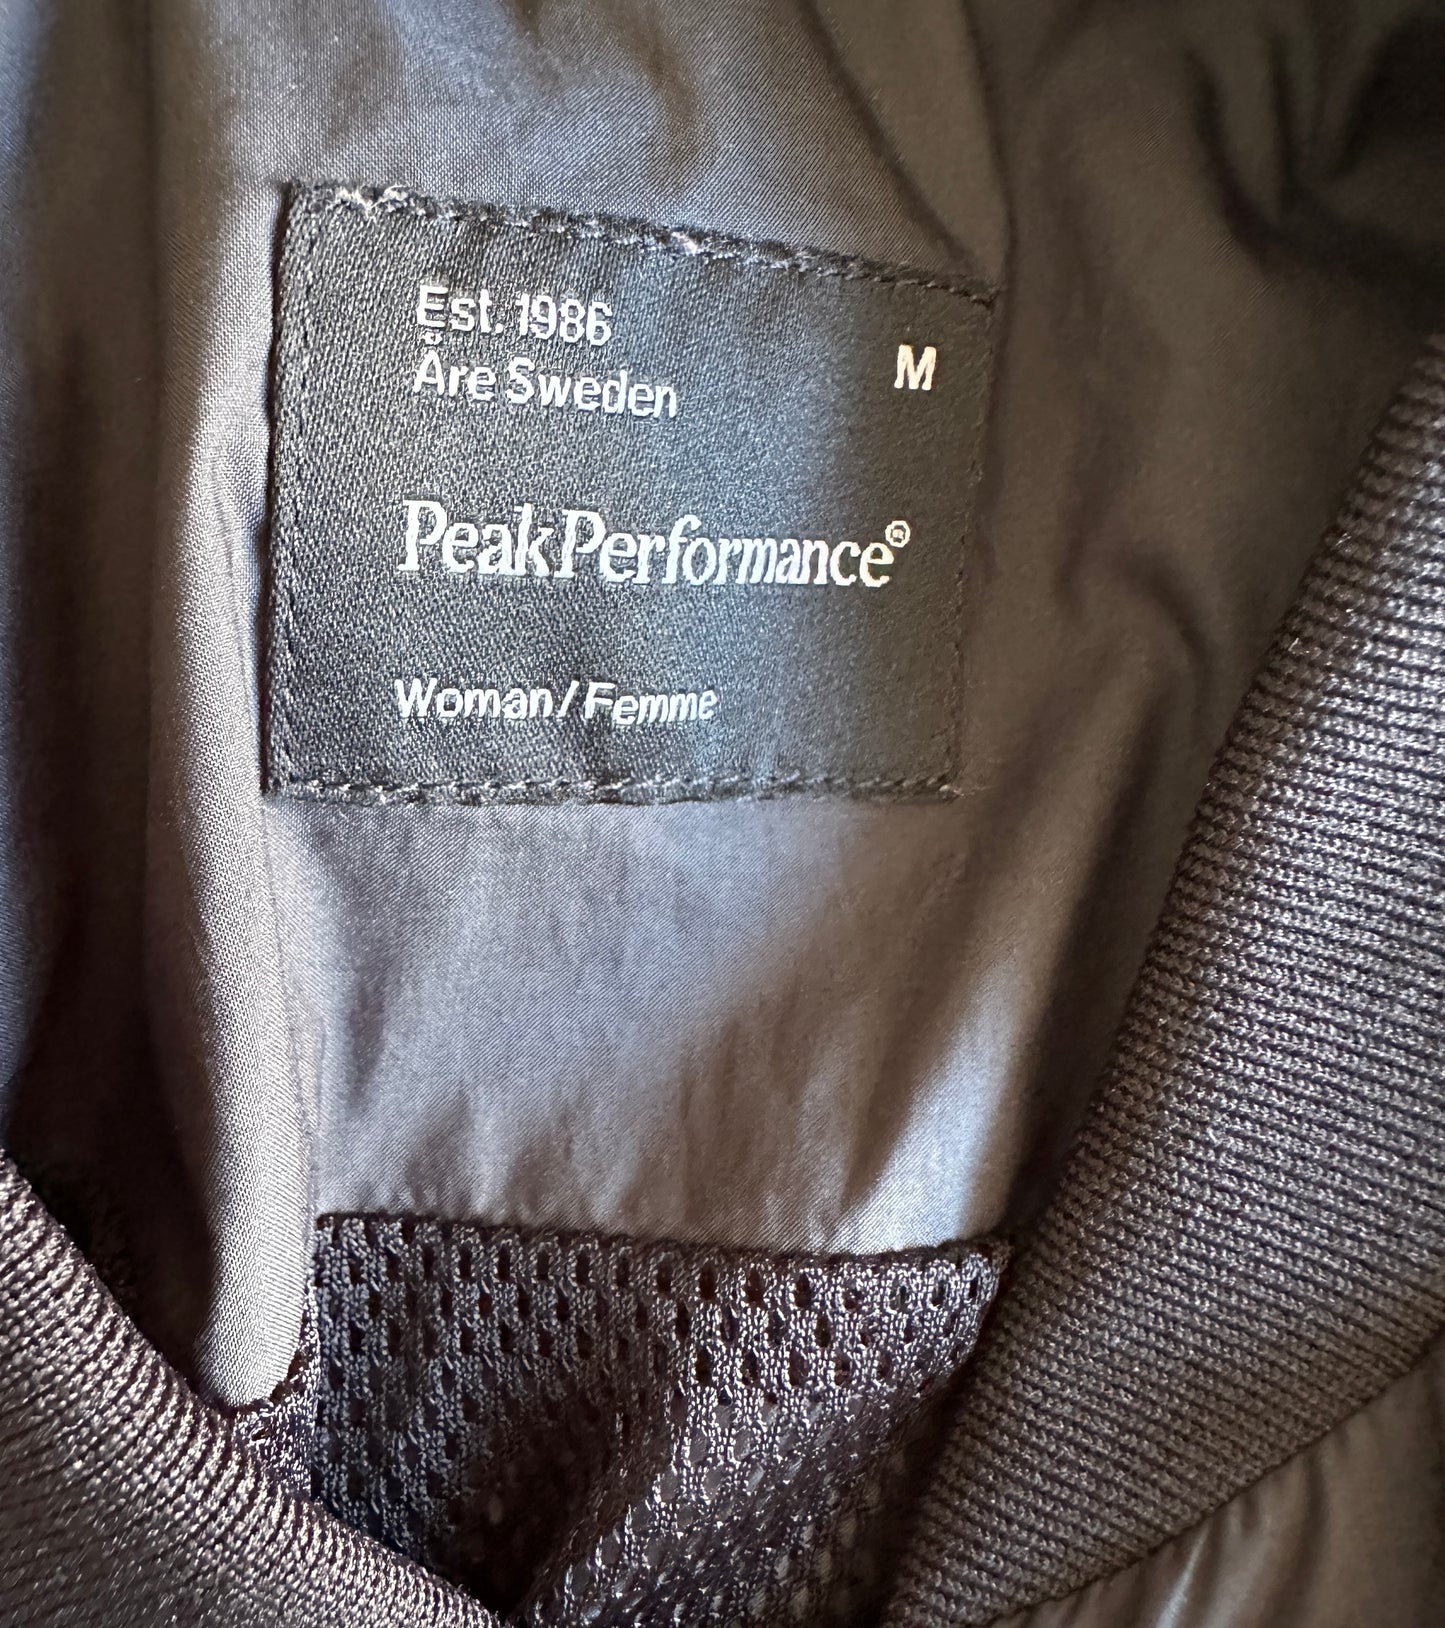 Est. 1986
Åre Sweden
M
PeakPerformance®
Woman/Femme